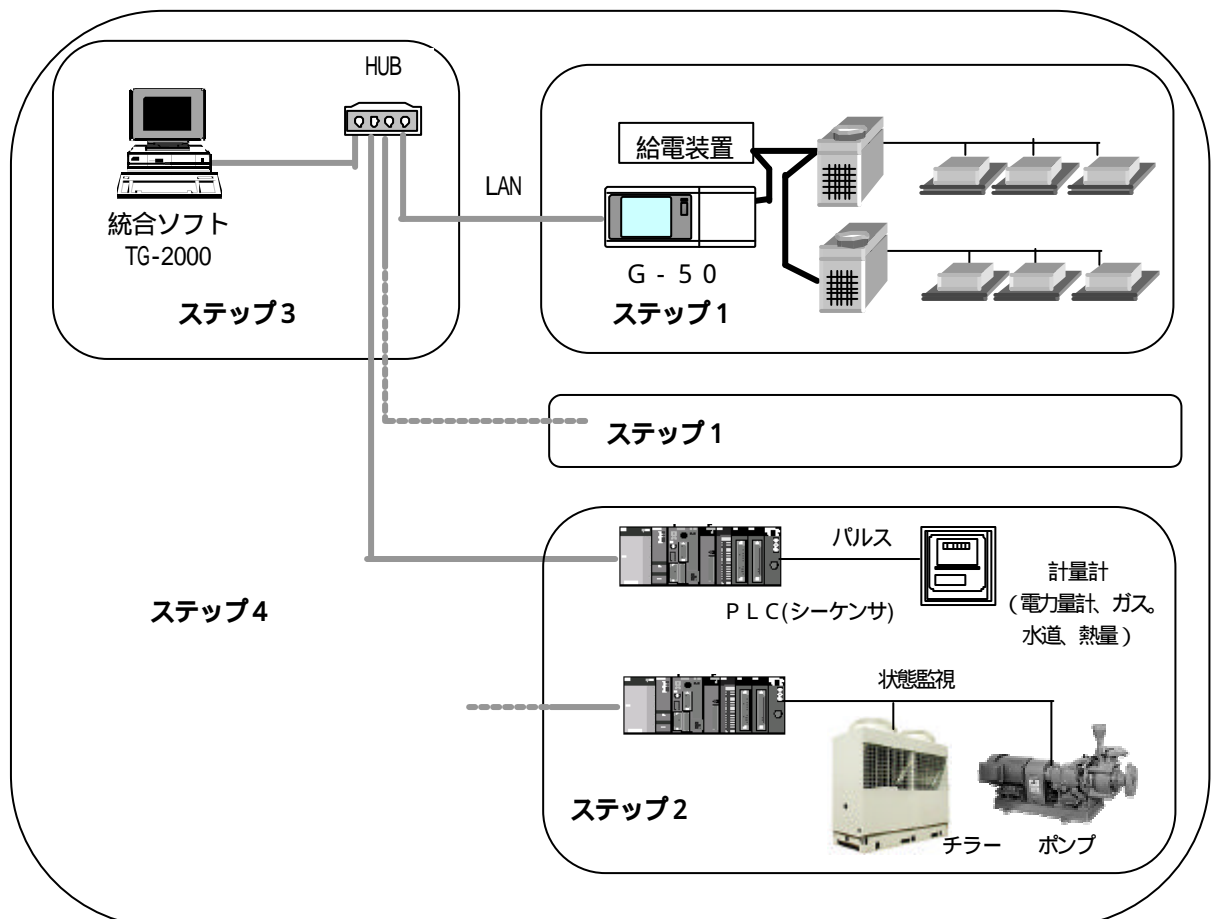 HUB
統合ソフト
TG-2000
ステップ3
LAN
給電装置
G-50
ステップ1
ステップ1
パルス
計量計
(電力量計、ガス。
水道、熱量)
PLC(シーケンサ)
ステップ4
状態監視
ステップ2
チラー
ポンプ